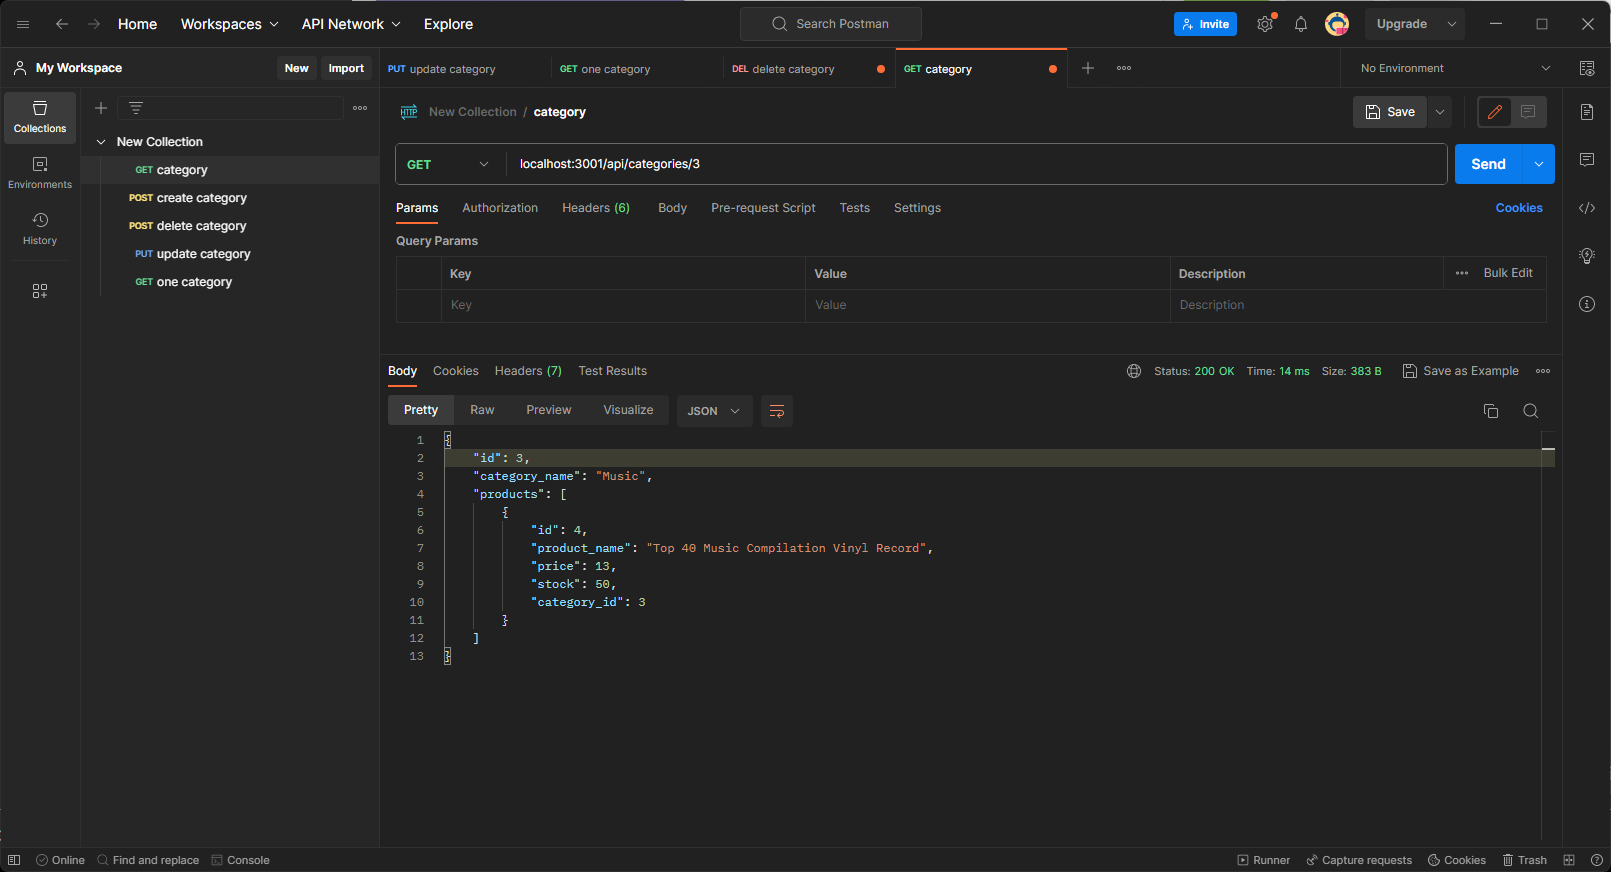 Home Workspaces API Network Explore Search Postman Invite Upgrade
My Workspace New Import PUT update category GET one category DEL delete category GET category No Environment
Collections
Environments
History
New Collection
GET category
POST create category
POST delete category
PUT update category
GET one category
HTTP New Collection / category Save
GET localhost:3001/api/categories/3 Send
Params Authorization Headers (6) Body Pre-request Script Tests Settings Cookies
Query Params
Key Value Description Bulk Edit
Key Value Description
Body Cookies Headers (7) Test Results Status: 200 OK Time: 14 ms Size: 383 B Save as Example
Pretty Raw Preview Visualize JSON
1 {
2 "id": 3,
3 "category_name": "Music",
4 "products": [
5 {
6 "id": 4,
7 "product_name": "Top 40 Music Compilation Vinyl Record",
8 "price": 13,
9 "stock": 50,
10 "category_id": 3
11 }
12 ]
13 }
Online Find and replace Console Runner Capture requests Cookies Trash